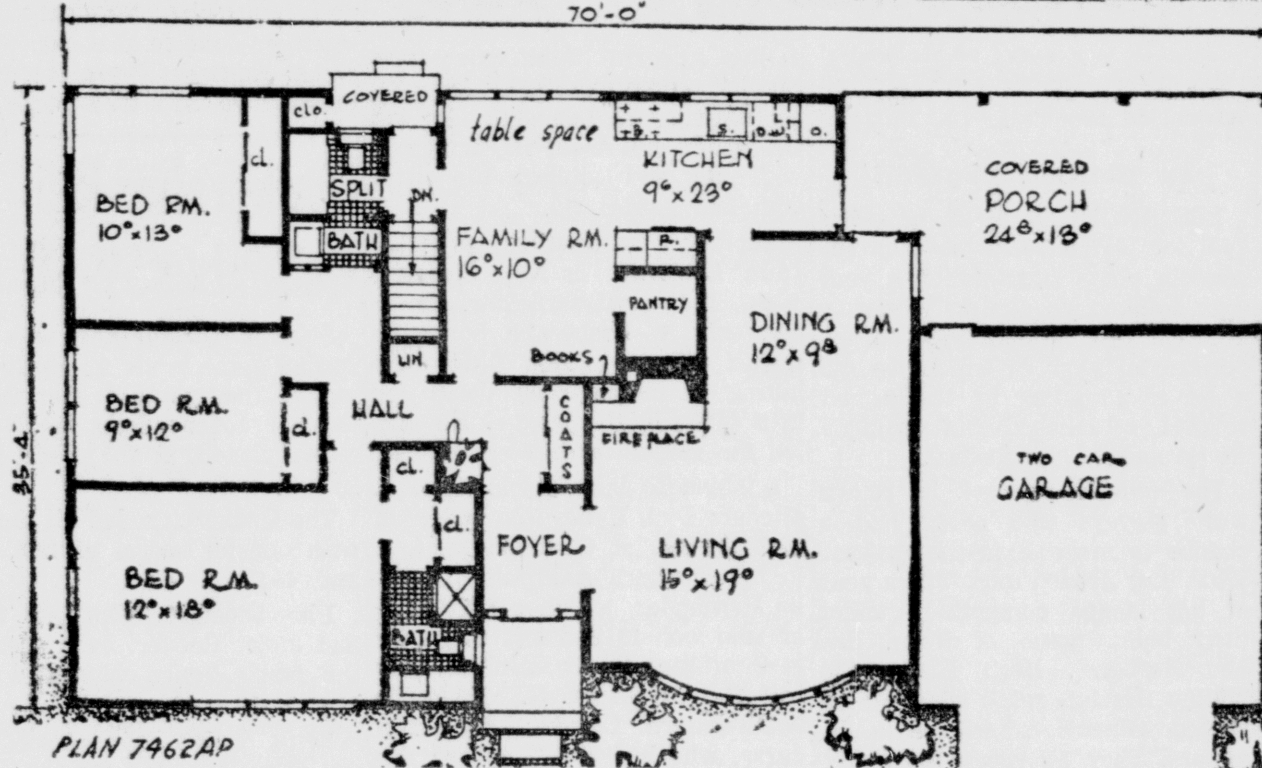 70'-0"
COVERED
clo.
cl.
table space
B.
S.
D.W.
O.
KITCHEN
9⁶ x 23⁰
COVERED
PORCH
24⁸ x 13⁰
SPLIT
BATH
DN.
BED RM.
10⁰ x 13⁰
FAMILY RM.
16⁰ x 10⁰
R.
PANTRY
DINING RM.
12⁰ x 9⁸
LIN.
BOOKS
BED RM.
9⁰ x 12⁰
cl.
HALL
COATS
FIREPLACE
35'-4"
cl.
cl.
TWO CAR
GARAGE
FOYER
LIVING RM.
15⁰ x 19⁰
BED RM.
12⁰ x 18⁰
BATH
PLAN 7462AP